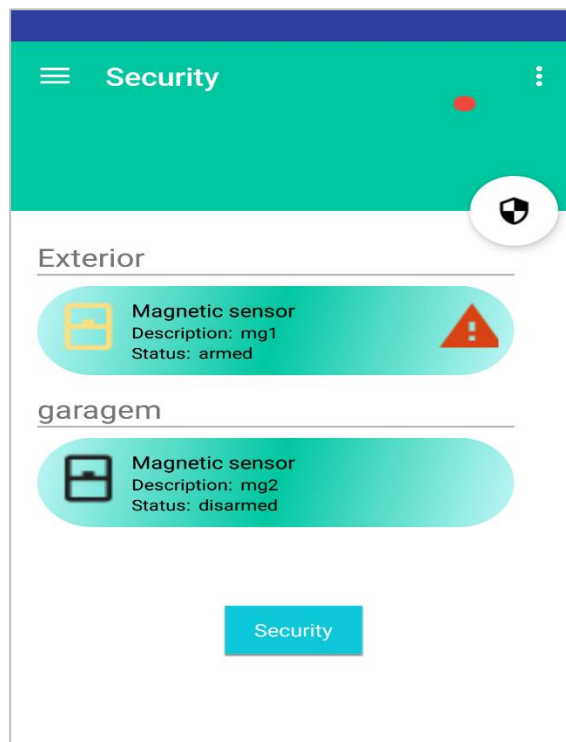 Security
Exterior
Magnetic sensor
Description: mg1
Status: armed
garagem
Magnetic sensor
Description: mg2
Status: disarmed
Security